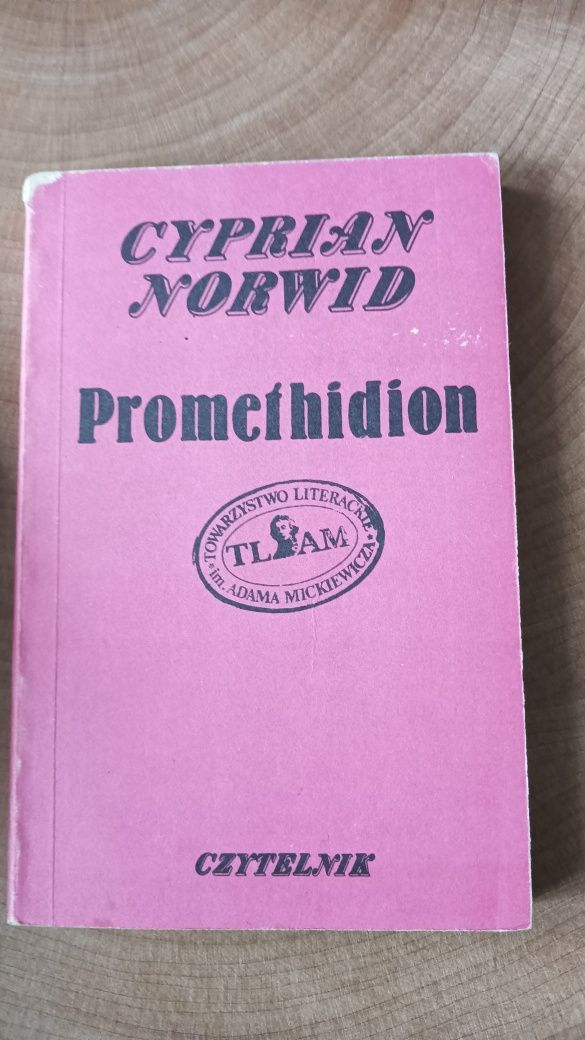 CYPRIAN
NORWID
Promethidion
TOWARZYSTWO LITERACKIE
TL AM
* im. ADAMA MICKIEWICZA *
CZYTELNIK